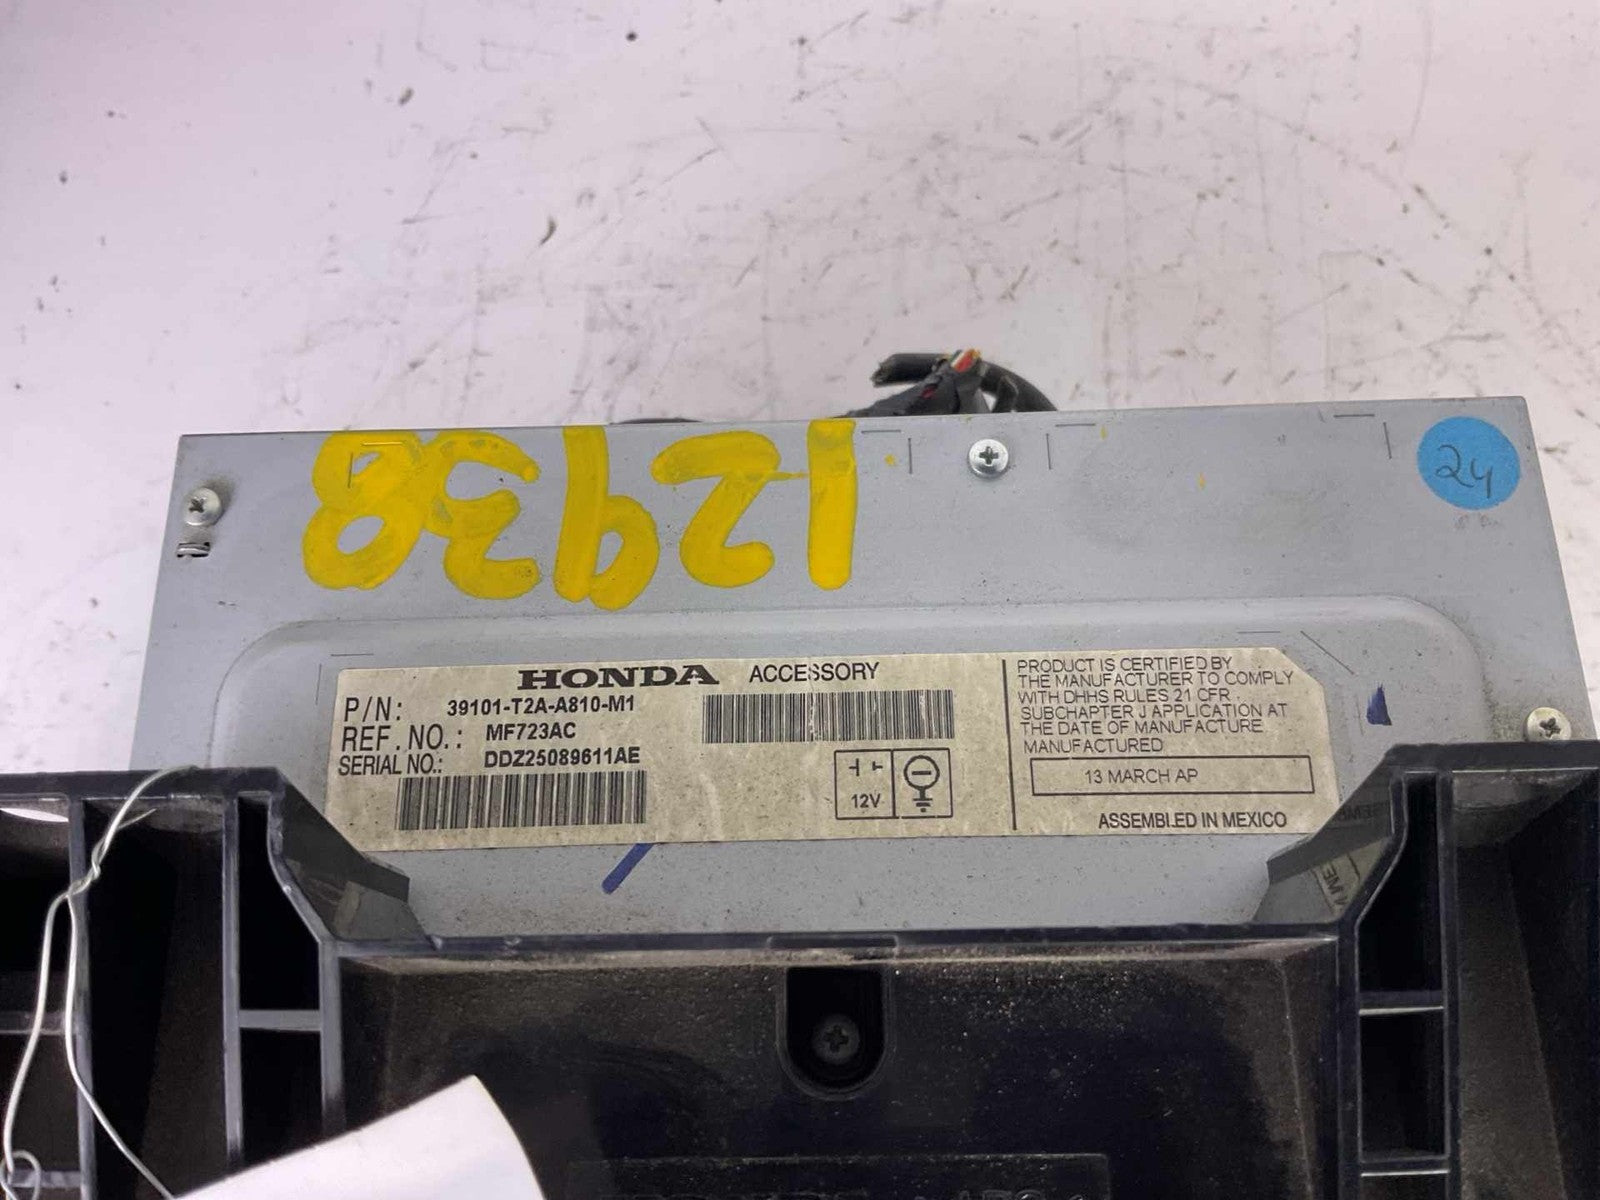 12938
24
HONDA ACCESSORY
P/N: 39101-T2A-A810-M1
REF. NO.: MF723AC
SERIAL NO.: DDZ25089611AE
12V
PRODUCT IS CERTIFIED BY
THE MANUFACTURER TO COMPLY
WITH DHHS RULES 21 CFR
SUBCHAPTER J APPLICATION AT
THE DATE OF MANUFACTURE
MANUFACTURED
13 MARCH AP
ASSEMBLED IN MEXICO